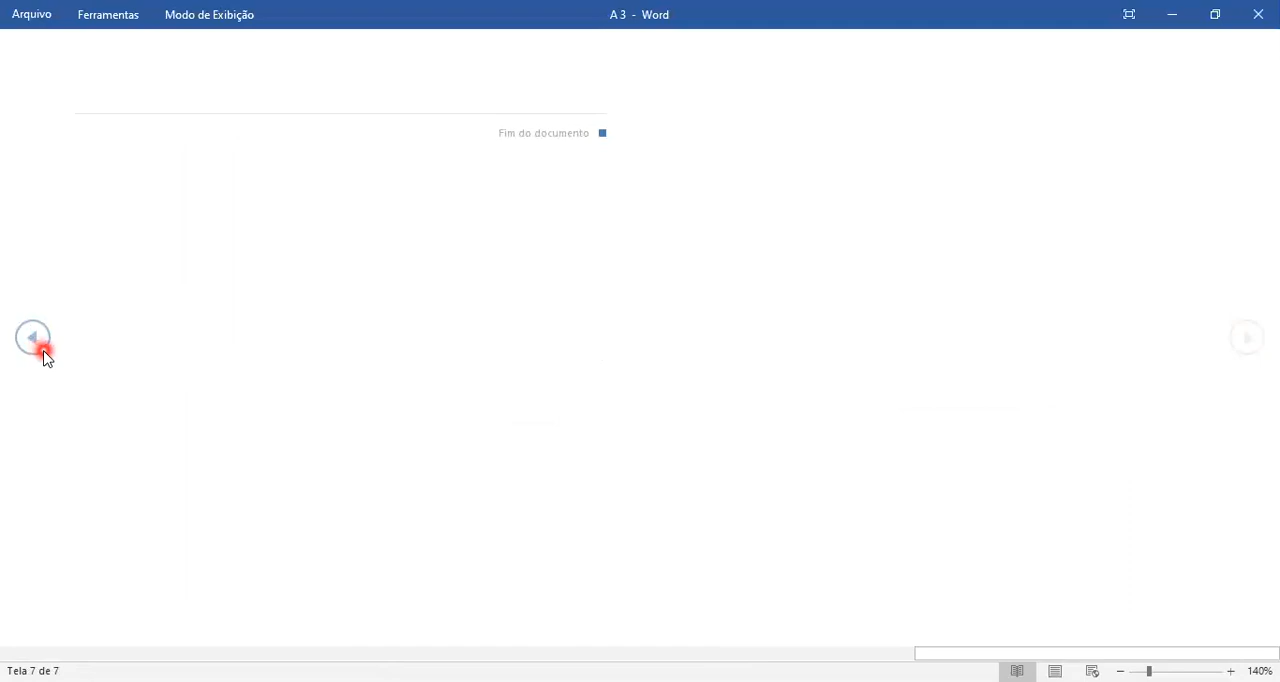 Arquivo Ferramentas Modo de Exibição A 3 - Word
Fim do documento
Tela 7 de 7 140%